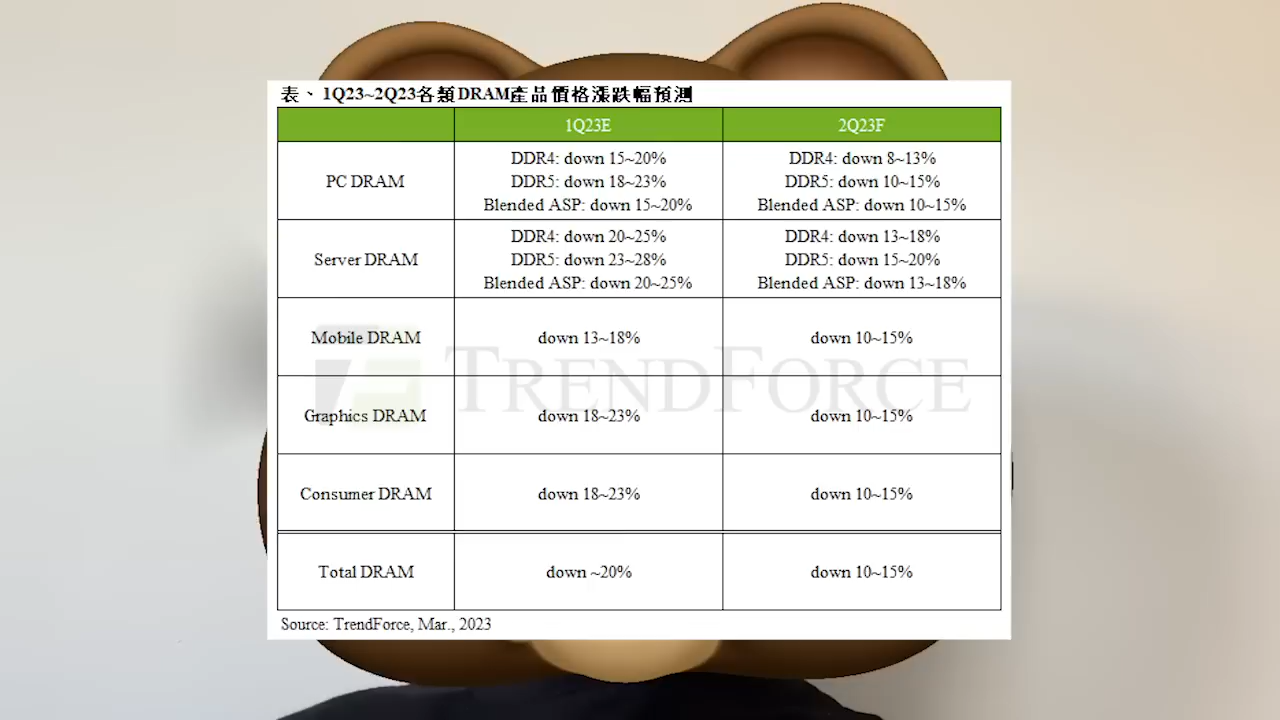 表、1Q23~2Q23各類DRAM產品價格漲跌幅預測
1Q23E
2Q23F
PC DRAM
DDR4: down 15~20%
DDR5: down 18~23%
Blended ASP: down 15~20%
DDR4: down 8~13%
DDR5: down 10~15%
Blended ASP: down 10~15%
Server DRAM
DDR4: down 20~25%
DDR5: down 23~28%
Blended ASP: down 20~25%
DDR4: down 13~18%
DDR5: down 15~20%
Blended ASP: down 13~18%
Mobile DRAM
down 13~18%
down 10~15%
TRENDFORCE
Graphics DRAM
down 18~23%
down 10~15%
Consumer DRAM
down 18~23%
down 10~15%
Total DRAM
down ~20%
down 10~15%
Source: TrendForce, Mar., 2023